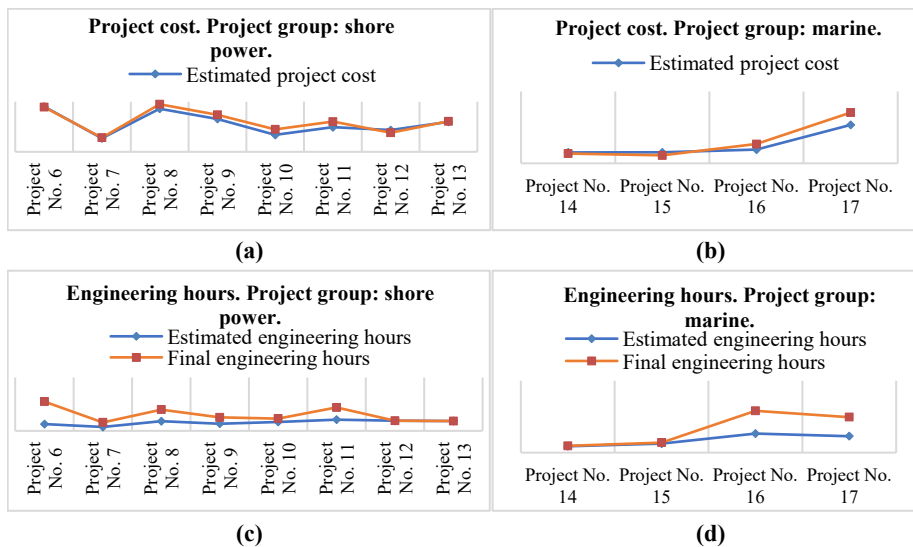 Project cost. Project group: shore
power.
Estimated project cost
Project
No. 6
Project
No. 7
Project
No. 8
Project
No. 9
Project
No. 10
Project
No. 11
Project
No. 12
Project
No. 13
(a)
Project cost. Project group: marine.
Estimated project cost
Project No.
14
Project No.
15
Project No.
16
Project No.
17
(b)
Engineering hours. Project group: shore
power.
Estimated engineering hours
Final engineering hours
Project
No. 6
Project
No. 7
Project
No. 8
Project
No. 9
Project
No. 10
Project
No. 11
Project
No. 12
Project
No. 13
(c)
Engineering hours. Project group:
marine.
Estimated engineering hours
Final engineering hours
Project No.
14
Project No.
15
Project No.
16
Project No.
17
(d)